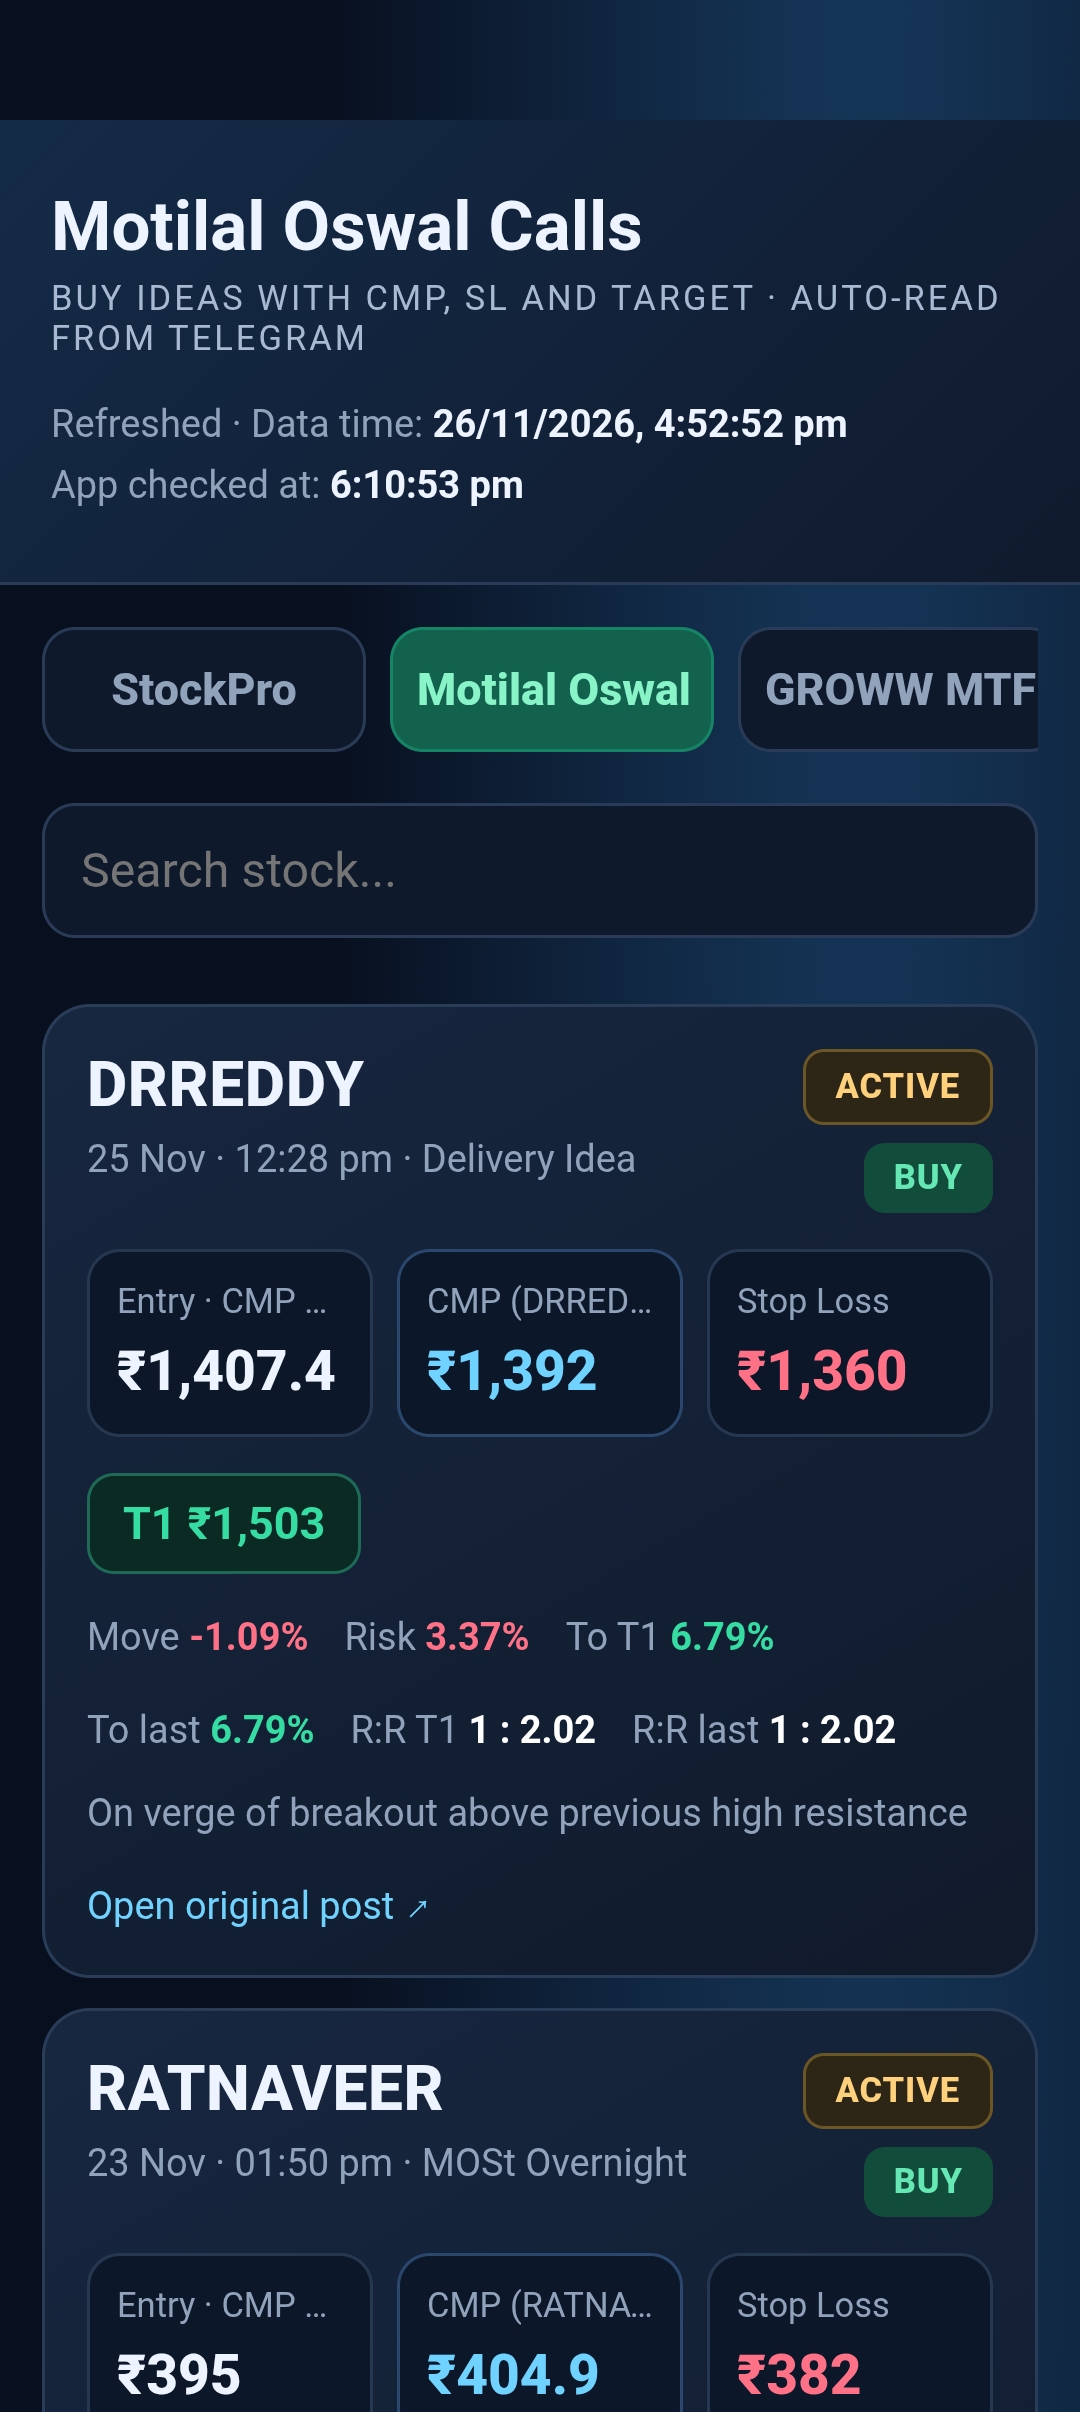 Motilal Oswal Calls
BUY IDEAS WITH CMP, SL AND TARGET · AUTO-READ
FROM TELEGRAM
Refreshed · Data time: 26/11/2026, 4:52:52 pm
App checked at: 6:10:53 pm
StockPro
Motilal Oswal
GROWW MTF
Search stock...
DRREDDY
ACTIVE
25 Nov · 12:28 pm · Delivery Idea
BUY
Entry · CMP ...
CMP (DRRED...
Stop Loss
₹1,407.4
₹1,392
₹1,360
T1 ₹1,503
Move -1.09% Risk 3.37% To T1 6.79%
To last 6.79% R:R T1 1 : 2.02 R:R last 1 : 2.02
On verge of breakout above previous high resistance
Open original post ↗
RATNAVEER
ACTIVE
23 Nov · 01:50 pm · MOSt Overnight
BUY
Entry · CMP ...
CMP (RATNA...
Stop Loss
₹395
₹404.9
₹382